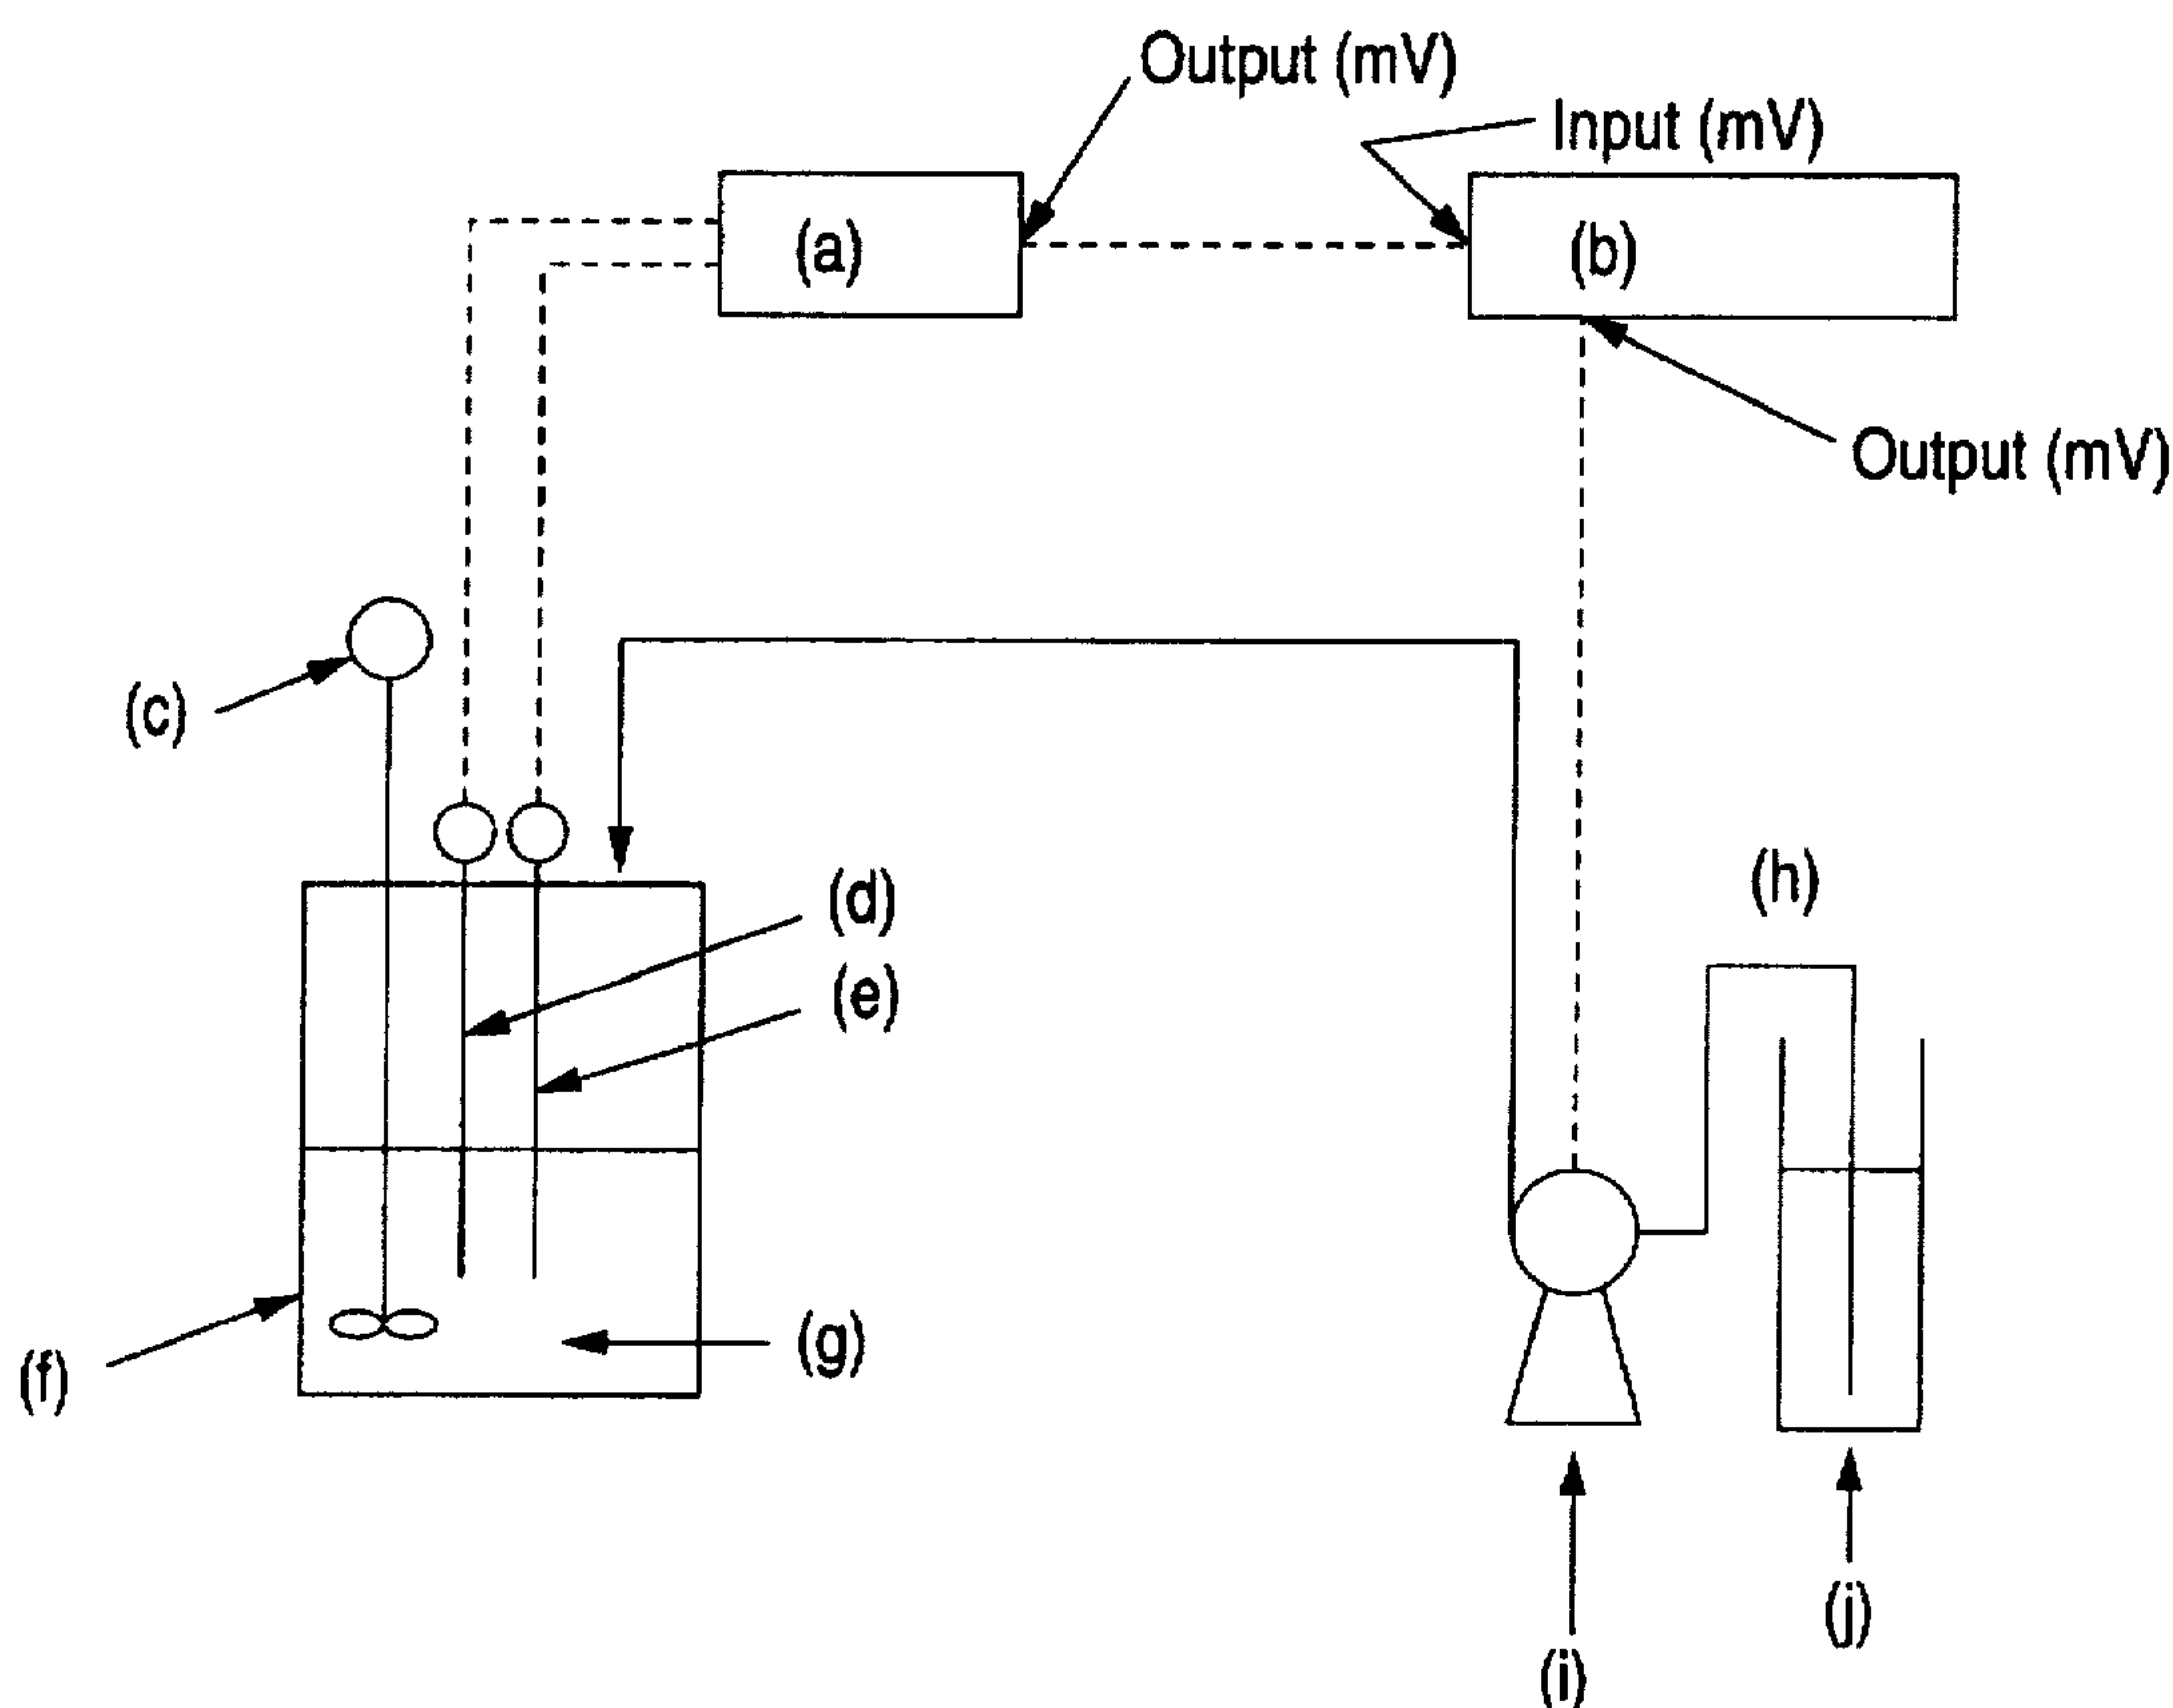 Output (mV)
Input (mV)
(a)
(b)
Output (mV)
(c)
(h)
(d)
(e)
(g)
(f)
(j)
(i)